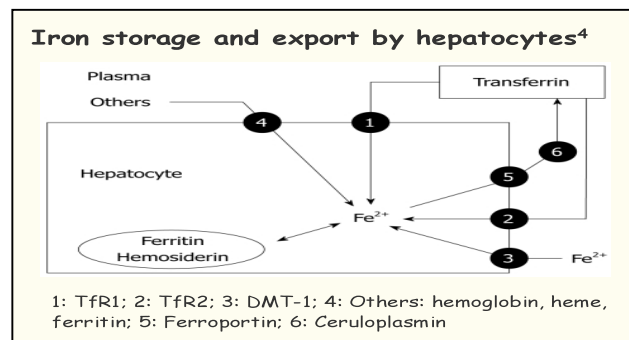 Iron storage and export by hepatocytes⁴
Plasma
Transferrin
Others
4
1
6
Hepatocyte
5
Fe²⁺
2
Ferritin
Hemosiderin
3
Fe²⁺
1: TfR1; 2: TfR2; 3: DMT-1; 4: Others: hemoglobin, heme,
ferritin; 5: Ferroportin; 6: Ceruloplasmin